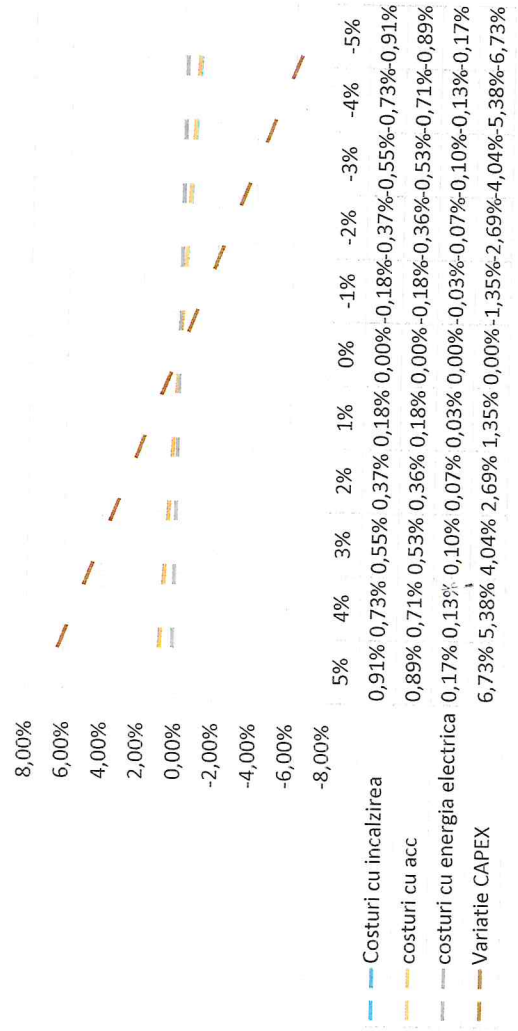 8,00%
6,00%
4,00%
2,00%
0,00%
-2,00%
-4,00%
-6,00%
-8,00%
5% 4% 3% 2% 1% 0% -1% -2% -3% -4% -5%
Costuri cu incalzirea 0,91% 0,73% 0,55% 0,37% 0,18% 0,00% -0,18% -0,37% -0,55% -0,73% -0,91%
costuri cu acc 0,89% 0,71% 0,53% 0,36% 0,18% 0,00% -0,18% -0,36% -0,53% -0,71% -0,89%
costuri cu energia electrica 0,17% 0,13% 0,10% 0,07% 0,03% 0,00% -0,03% -0,07% -0,10% -0,13% -0,17%
Variatie CAPEX 6,73% 5,38% 4,04% 2,69% 1,35% 0,00% -1,35% -2,69% -4,04% -5,38% -6,73%